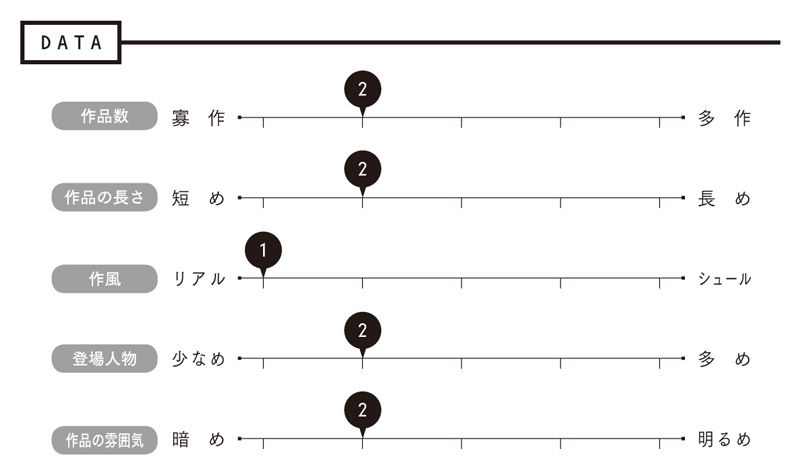 DATA
2
作品数 寡作 多作
2
作品の長さ 短め 長め
1
作風 リアル シュール
2
登場人物 少なめ 多め
2
作品の雰囲気 暗め 明るめ